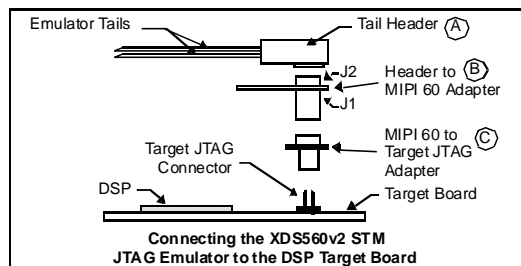 Emulator Tails
Tail Header A
J2
Header to B
MIPI 60 Adapter
J1
MIPI 60 to C
Target JTAG
Adapter
Target JTAG
Connector
DSP
Target Board
Connecting the XDS560v2 STM
JTAG Emulator to the DSP Target Board